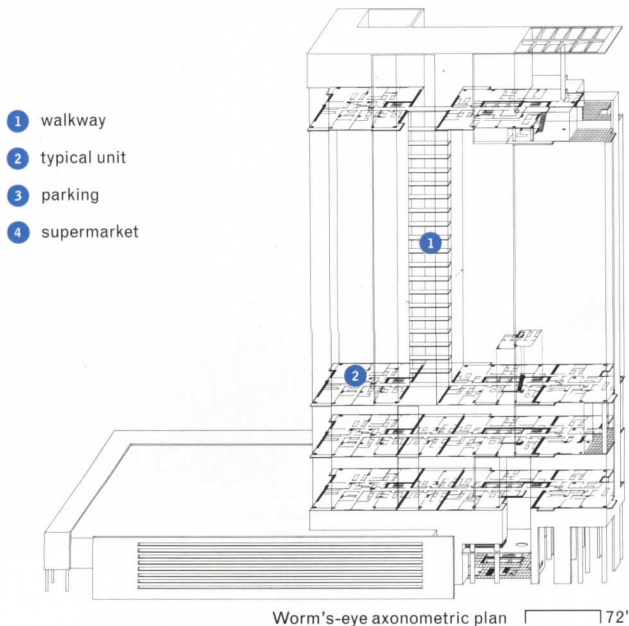 1 walkway
2 typical unit
3 parking
4 supermarket
1
2
Worm's-eye axonometric plan 72'